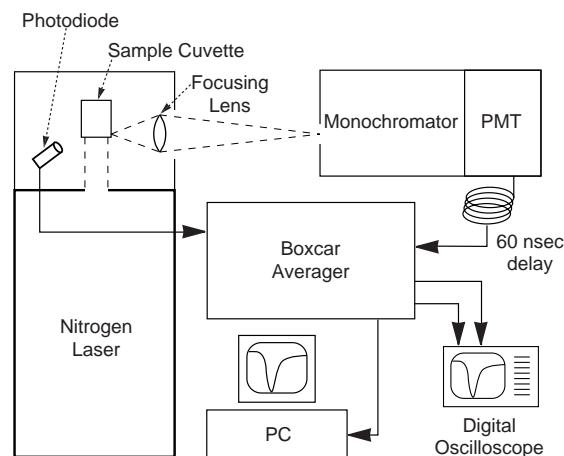 Photodiode
Sample Cuvette
Focusing
Lens
Monochromator
PMT
60 nsec
delay
Boxcar
Averager
Nitrogen
Laser
PC
Digital
Oscilloscope